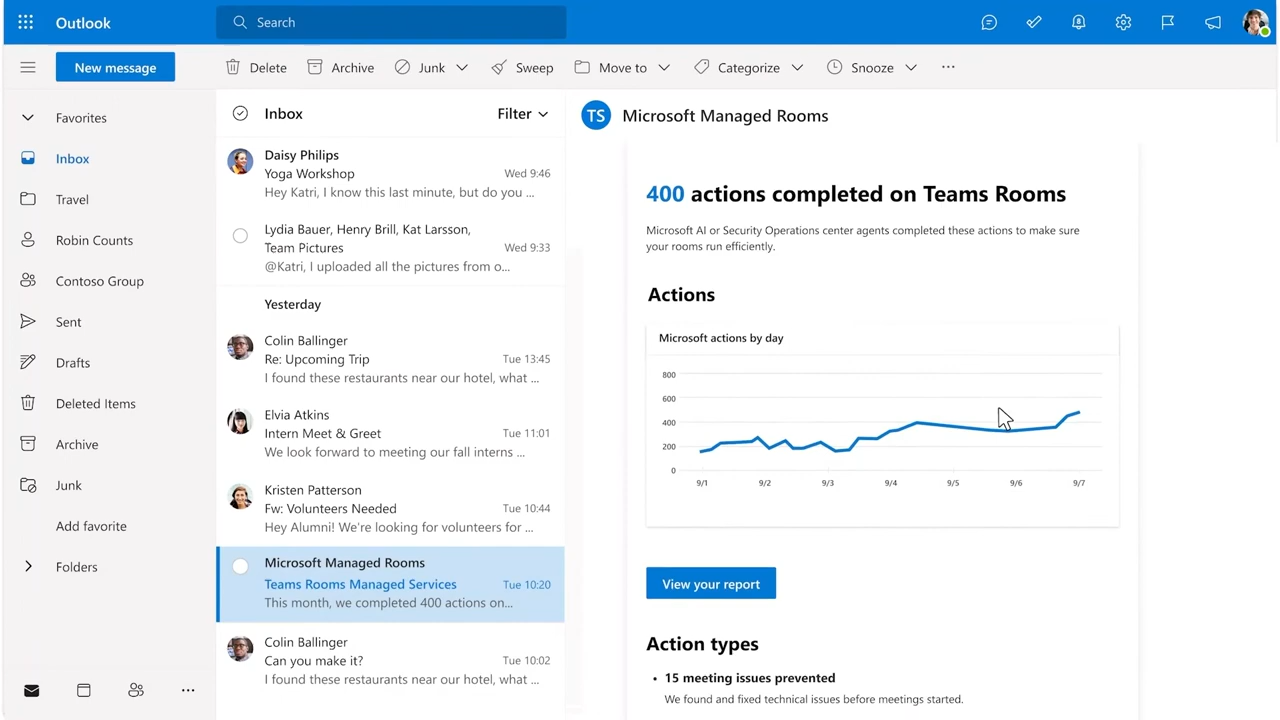 Outlook
Search
8
New message
Delete
Archive
Junk
Sweep
Move to
Categorize
Snooze
Favorites
Inbox
Travel
Robin Counts
Contoso Group
Sent
Drafts
Deleted Items
Archive
Junk
Add favorite
Folders
Inbox
Filter
Daisy Philips
Yoga Workshop Wed 9:46
Hey Katri, I know this last minute, but do you ...
Lydia Bauer, Henry Brill, Kat Larsson,
Team Pictures Wed 9:33
@Katri, I uploaded all the pictures from o...
Yesterday
Colin Ballinger
Re: Upcoming Trip Tue 13:45
I found these restaurants near our hotel, what ...
Elvia Atkins
Intern Meet & Greet Tue 11:01
We look forward to meeting our fall interns ...
Kristen Patterson
Fw: Volunteers Needed Tue 10:44
Hey Alumni! We're looking for volunteers for ...
Microsoft Managed Rooms
Teams Rooms Managed Services Tue 10:20
This month, we completed 400 actions on...
Colin Ballinger
Can you make it? Tue 10:02
I found these restaurants near our hotel, what ...
TS Microsoft Managed Rooms
400 actions completed on Teams Rooms
Microsoft AI or Security Operations center agents completed these actions to make sure
your rooms run efficiently.
Actions
Microsoft actions by day
800
600
400
200
0
9/1 9/2 9/3 9/4 9/5 9/6 9/7
View your report
Action types
• 15 meeting issues prevented
We found and fixed technical issues before meetings started.